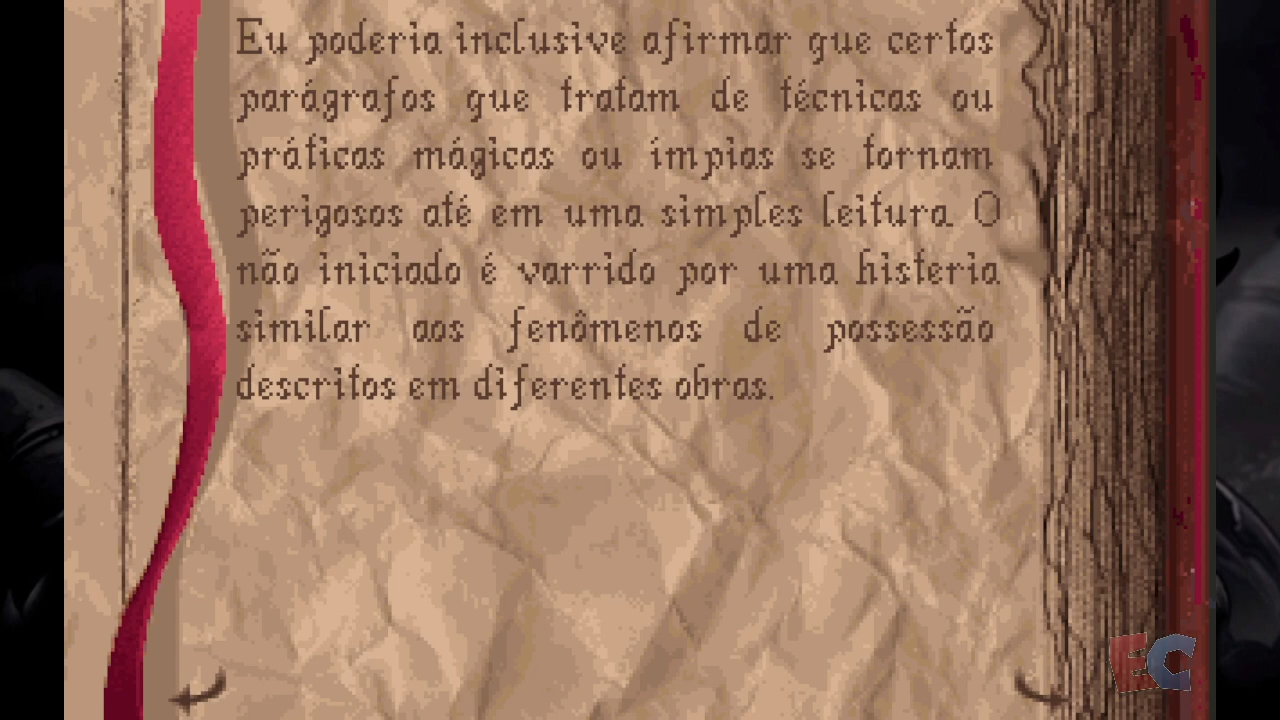 Eu poderia inclusive afirmar que certos
parágrafos que tratam de técnicas ou
práticas mágicas ou ímpias se tornam
perigosos até em uma simples leitura. O
não iniciado é varrido por uma histeria
similar aos fenômenos de possessão
descritos em diferentes obras.
EC